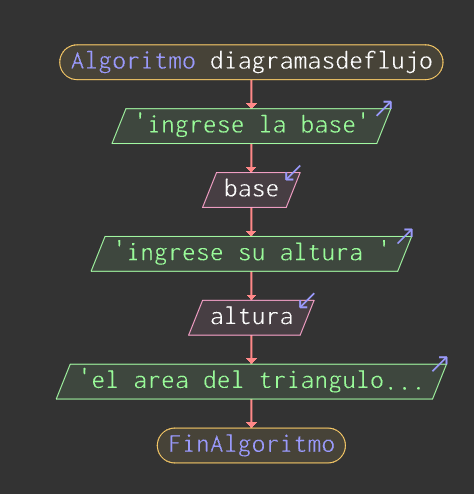 Algoritmo diagramasdeflujo
'ingrese la base'
base
'ingrese su altura '
altura
'el area del triangulo...
FinAlgoritmo